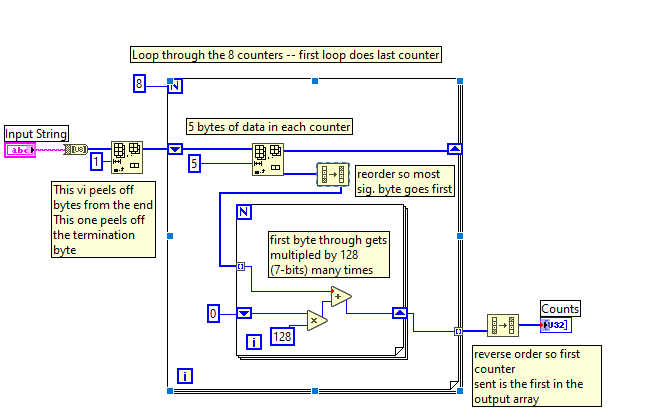 Loop through the 8 counters -- first loop does last counter
8
N
Input String
abc
[U8]
1
5 bytes of data in each counter
5
This vi peels off
bytes from the end
This one peels off
the termination
byte
reorder so most
sig. byte goes first
N
first byte through gets
multipled by 128
(7-bits) many times
0
+
x
128
i
i
Counts
U32]
reverse order so first
counter
sent is the first in the
output array